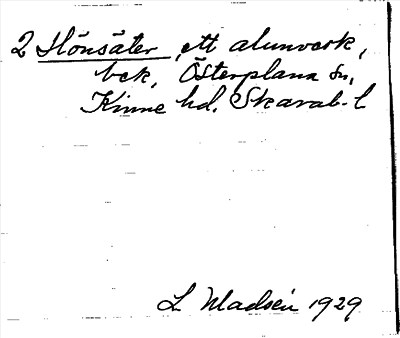 2 Hönsäter, ett alunverk,
bek, Österplana sn,
Kinne hd. Skarab. l
L Madsén 1929